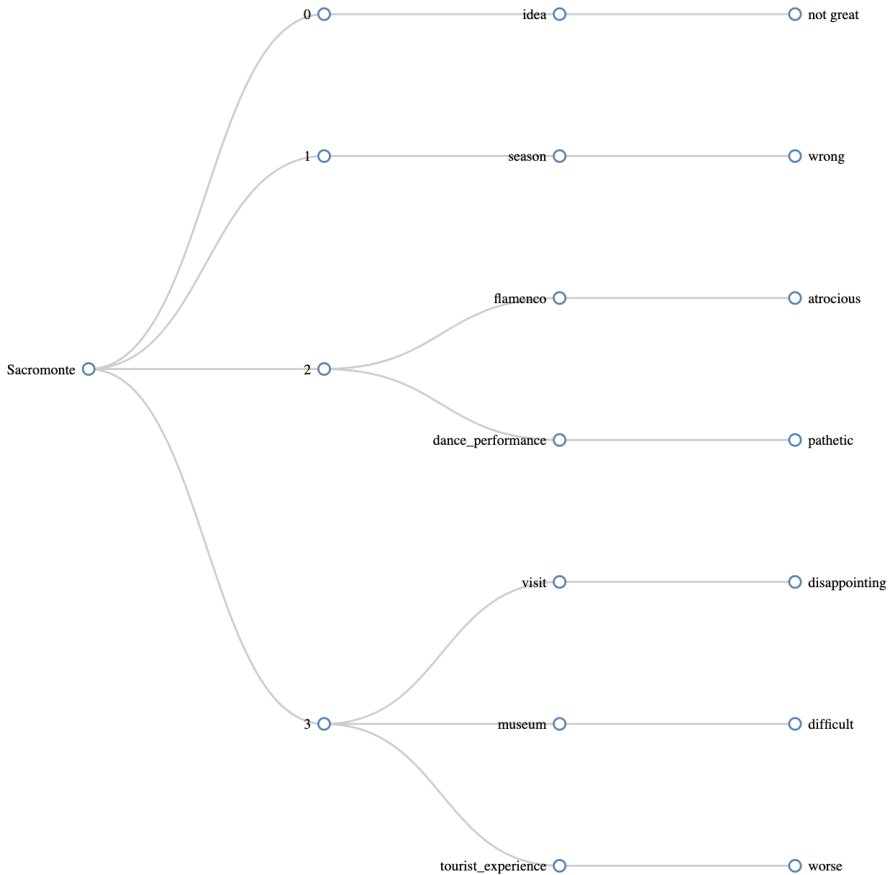 0 idea not great
1 season wrong
flamenco atrocious
Sacromonte 2
dance_performance pathetic
visit disappointing
3 museum difficult
tourist_experience worse